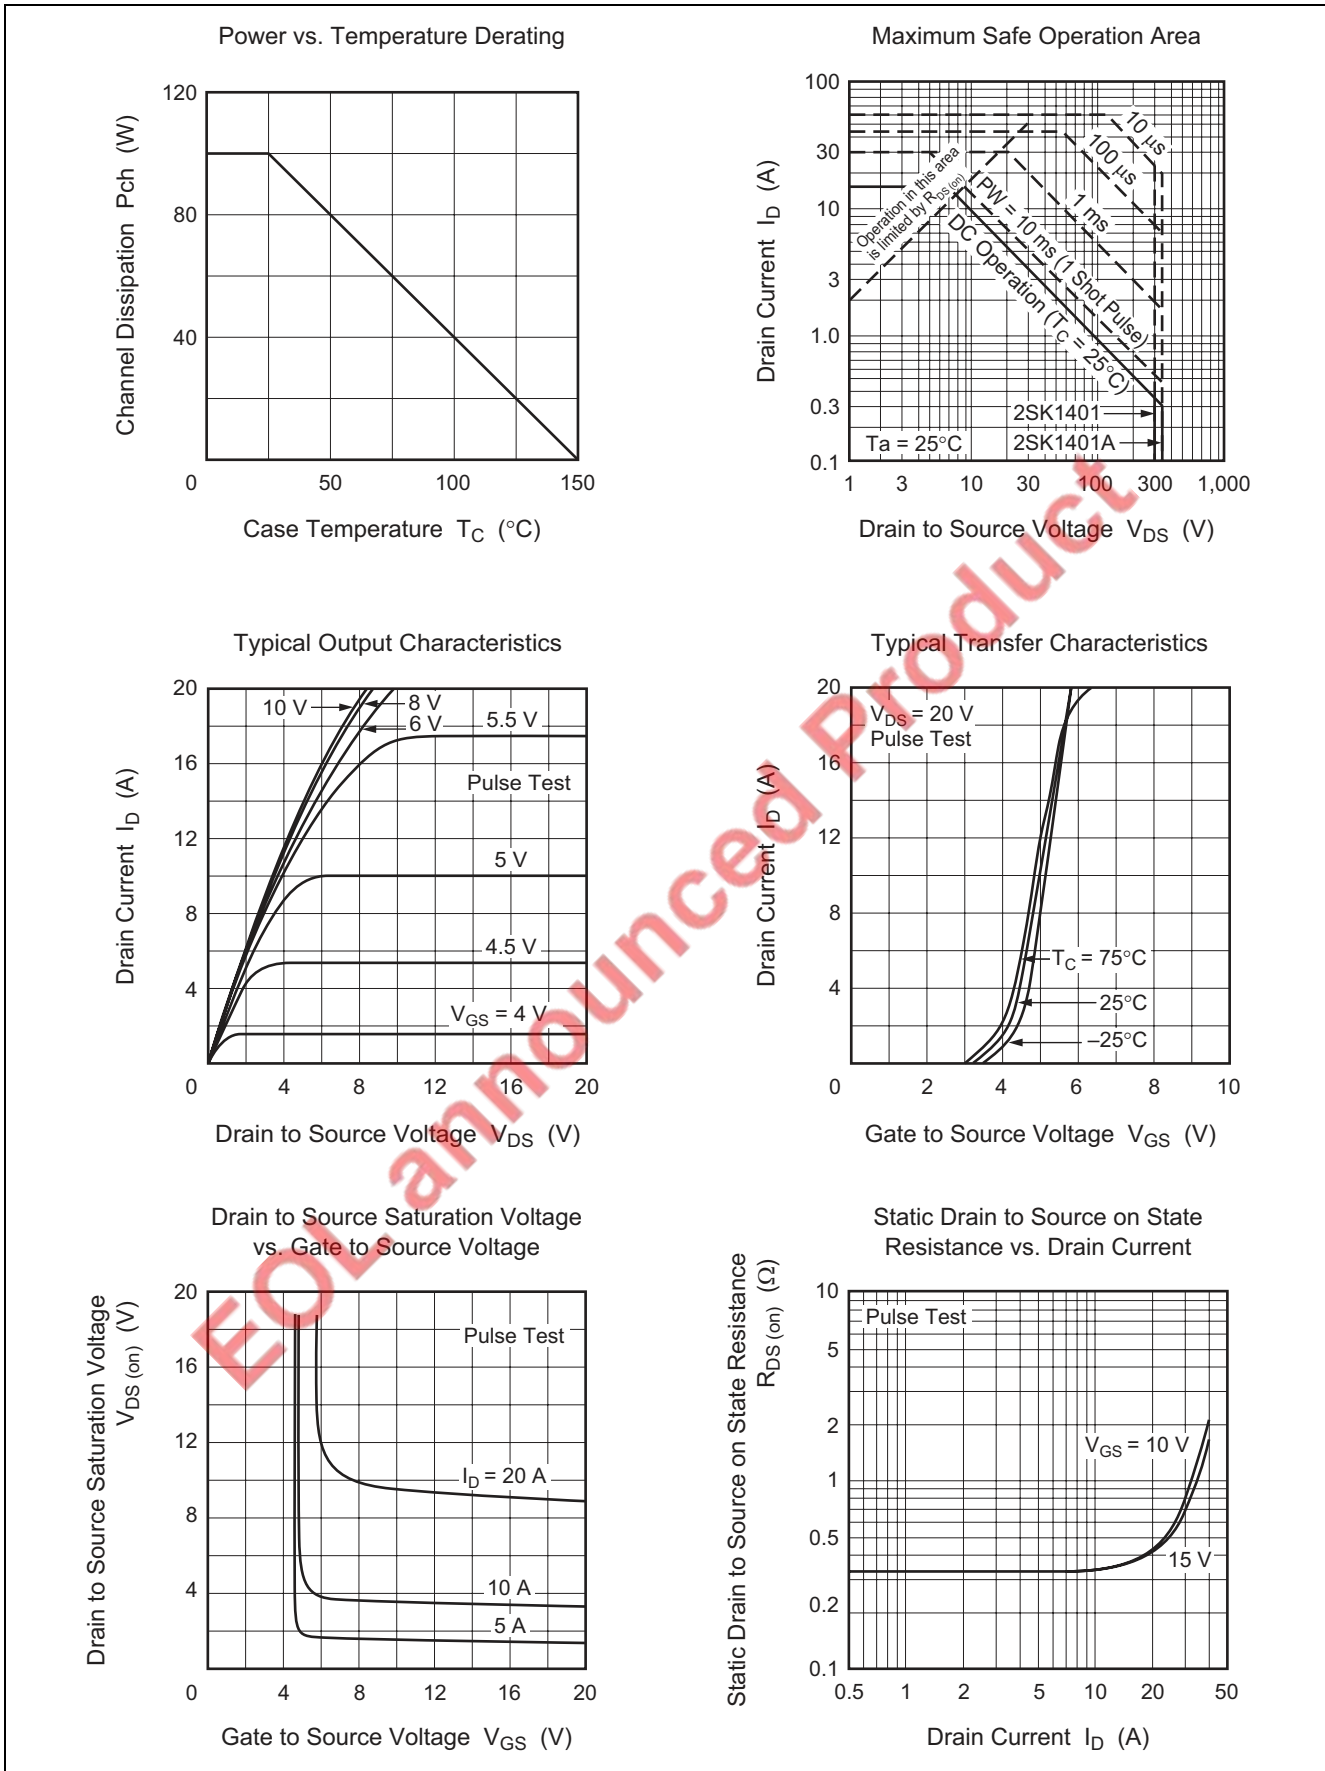 Power vs. Temperature Derating
Channel Dissipation Pch (W)
120
80
40
0
50
100
150
Case Temperature TC (°C)
Maximum Safe Operation Area
Drain Current ID (A)
100
30
10
3
1.0
0.3
0.1
Operation in this area
is limited by RDS (on)
10 μs
100 μs
1 ms
PW = 10 ms (1 Shot Pulse)
DC Operation (TC = 25°C)
2SK1401
2SK1401A
Ta = 25°C
1
3
10
30
100
300
1,000
Drain to Source Voltage VDS (V)
Typical Output Characteristics
Drain Current ID (A)
20
16
12
8
4
0
10 V
8 V
6 V
5.5 V
Pulse Test
5 V
4.5 V
VGS = 4 V
4
8
12
16
20
Drain to Source Voltage VDS (V)
Typical Transfer Characteristics
Drain Current ID (A)
20
16
12
8
4
0
VDS = 20 V
Pulse Test
TC = 75°C
25°C
–25°C
2
4
6
8
10
Gate to Source Voltage VGS (V)
Drain to Source Saturation Voltage
vs. Gate to Source Voltage
Drain to Source Saturation Voltage
VDS (on) (V)
20
16
12
8
4
0
Pulse Test
ID = 20 A
10 A
5 A
4
8
12
16
20
Gate to Source Voltage VGS (V)
Static Drain to Source on State
Resistance vs. Drain Current
Static Drain to Source on State Resistance
RDS (on) (Ω)
10
5
2
1
0.5
0.2
0.1
Pulse Test
VGS = 10 V
15 V
0.5
1
2
5
10
20
50
Drain Current ID (A)
EOL announced Product